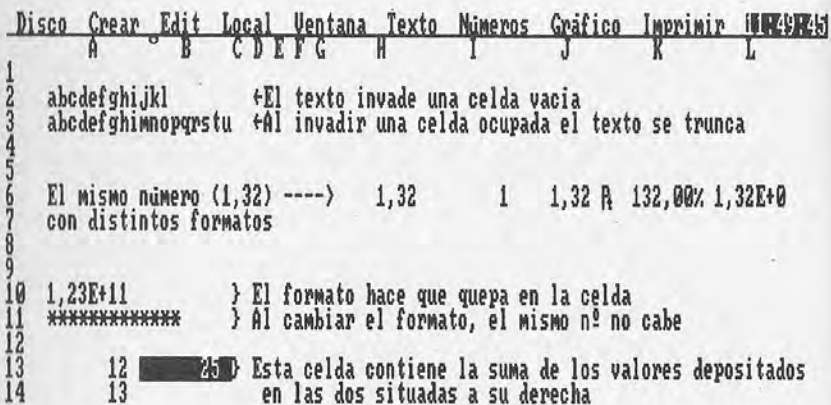 Disco Crear Edit Local Ventana Texto Números Gráfico Imprimir 11:49:45
A B C D E F G H I J K L
1
2 abcdefghijkl ←El texto invade una celda vacia
3 abcdefghimnopqrstu ←Al invadir una celda ocupada el texto se trunca
4
5
6 El mismo número (1,32) ----} 1,32 1 1,32 ₧ 132,00% 1,32E+0
7 con distintos formatos
8
9
10 1,23E+11 } El formato hace que quepa en la celda
11 ************* } Al cambiar el formato, el mismo nº no cabe
12
13 12 25 } Esta celda contiene la suma de los valores depositados
14 13 en las dos situadas a su derecha